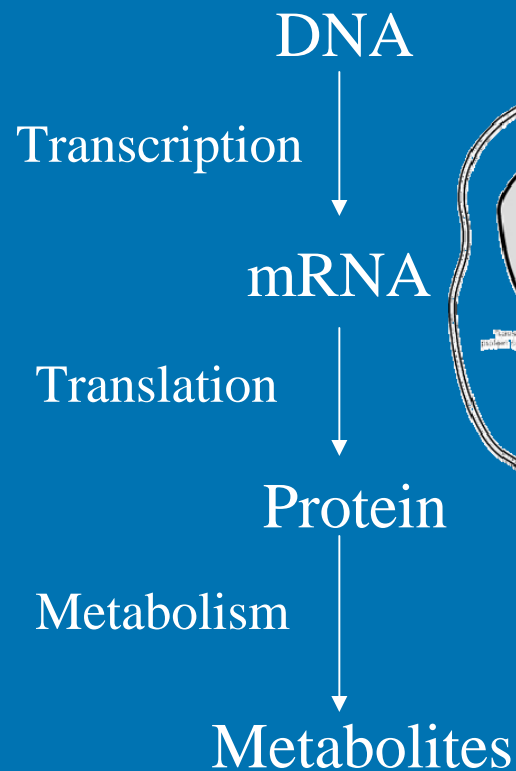 DNA
Transcription
mRNA
Translation
Protein
Metabolism
Metabolites